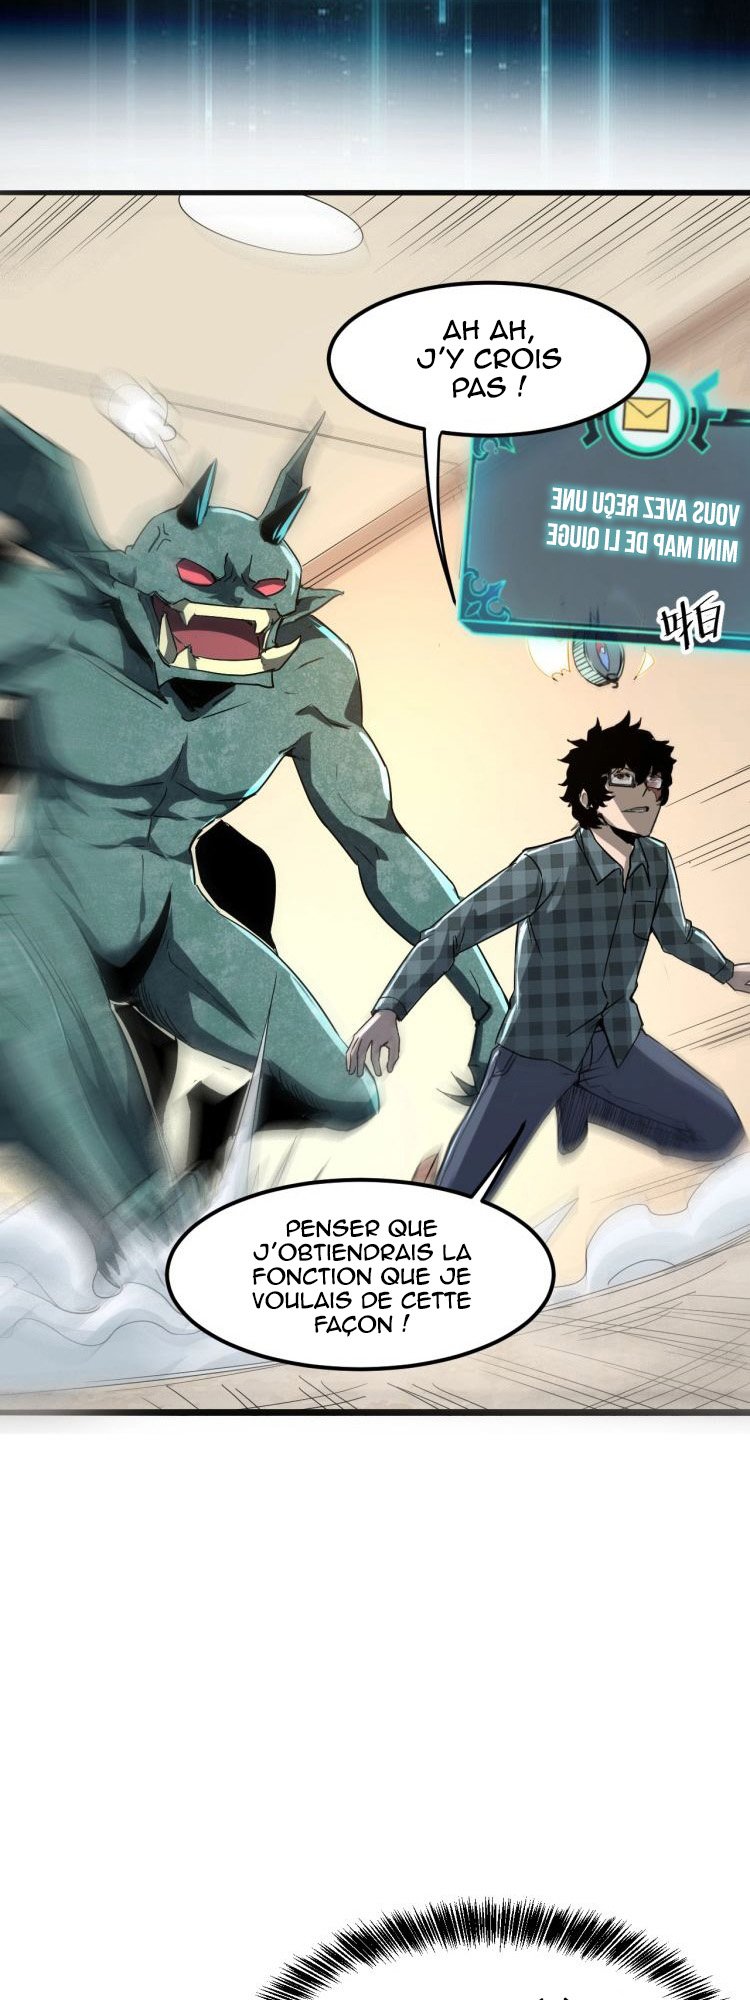 AH AH,
J'Y CROIS
PAS !
VOUS AVEZ REÇU UNE
MINI MAP DE LI QIUGE
啪
PENSER QUE
J'OBTIENDRAIS LA
FONCTION QUE JE
VOULAIS DE CETTE
FAÇON !